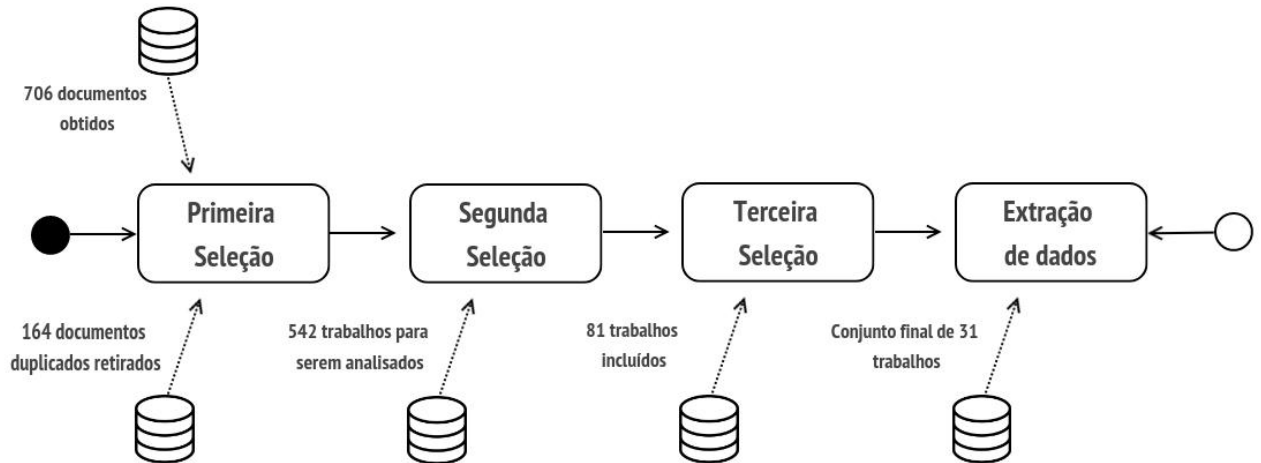 706 documentos
obtidos
Primeira
Seleção
Segunda
Seleção
Terceira
Seleção
Extração
de dados
164 documentos
duplicados retirados
542 trabalhos para
serem analisados
81 trabalhos
incluídos
Conjunto final de 31
trabalhos